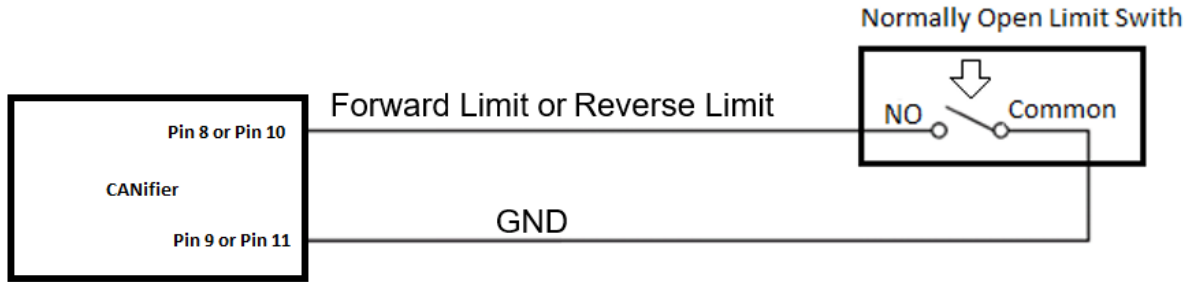 Normally Open Limit Swith
Forward Limit or Reverse Limit
NO
Common
Pin 8 or Pin 10
CANifier
GND
Pin 9 or Pin 11